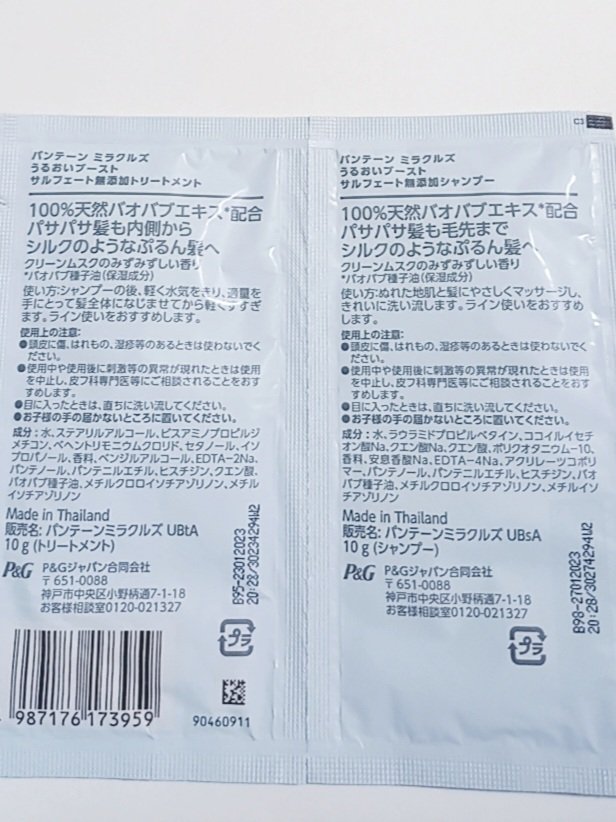 パンテーン ミラクルズ
うるおいブースト
サルフェート無添加トリートメント
100%天然バオバブエキス*配合
パサパサ髪も内側から
シルクのようなぷるん髪へ
クリーンムスクのみずみずしい香り
*バオバブ種子油(保湿成分)
使い方:シャンプーの後、軽く水気をきり、適量を
手にとって髪全体になじませてから軽くすすぎ
ます。ライン使いをおすすめします。
使用上の注意:
●頭皮に傷、はれもの、湿疹等のあるときは使わないでく
ださい。
●使用中や使用後に刺激等の異常が現れたときは使用
を中止し、皮フ科専門医等にご相談されることをおす
すめします。
●目に入ったときは、直ちに洗い流してください。
●お子様の手の届かないところに置いてください。
成分:水、ステアリルアルコール、ビスアミノプロピルジ
メチコン、ベヘントリモニウムクロリド、セタノール、イソ
プロパノール、香料、ベンジルアルコール、EDTA-2Na、
パンテノール、パンテニルエチル、ヒスチジン、クエン酸、
バオバブ種子油、メチルクロロイソチアゾリノン、メチル
イソチアゾリノン
Made in Thailand
販売名: パンテーンミラクルズ UBtA
10 g (トリートメント)
P&G P&Gジャパン合同会社
〒651-0088
神戸市中央区小野柄通7-1-18
お客様相談室0120-021327
B95-23012023
20:28/30234294W2
プラ
987176 173959
90460911
C3
パンテーン ミラクルズ
うるおいブースト
サルフェート無添加シャンプー
100%天然バオバブエキス*配合
パサパサ髪も毛先まで
シルクのようなぷるん髪へ
クリーンムスクのみずみずしい香り
*バオバブ種子油(保湿成分)
使い方:ぬれた地肌と髪にやさしくマッサージし、
きれいに洗い流します。ライン使いをおすすめ
します。
使用上の注意:
●頭皮に傷、はれもの、湿疹等のあるときは使わないでく
ださい。
●使用中や使用後に刺激等の異常が現れたときは使用
を中止し、皮フ科専門医等にご相談されることをおす
すめします。
●目に入ったときは、直ちに洗い流してください。
●お子様の手の届かないところに置いてください。
成分:水、ラウラミドプロピルベタイン、ココイルイセチ
オン酸Na、クエン酸Na、クエン酸、ポリクオタニウム-10、
香料、安息香酸Na、EDTA-4Na、アクリレーツコポリ
マー、パンテノール、パンテニルエチル、ヒスチジン、バオ
バブ種子油、メチルクロロイソチアゾリノン、メチルイソ
チアゾリノン
Made in Thailand
販売名: パンテーンミラクルズ UBsA
10 g (シャンプー)
P&G P&Gジャパン合同会社
〒651-0088
神戸市中央区小野柄通7-1-18
お客様相談室0120-021327
B98-27012023
20:28/30274294W2
プラ